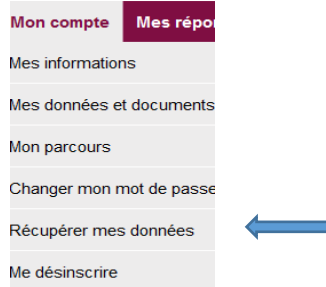 Mon compte Mes répo
Mes informations
Mes données et documents
Mon parcours
Changer mon mot de passe
Récupérer mes données
Me désinscrire